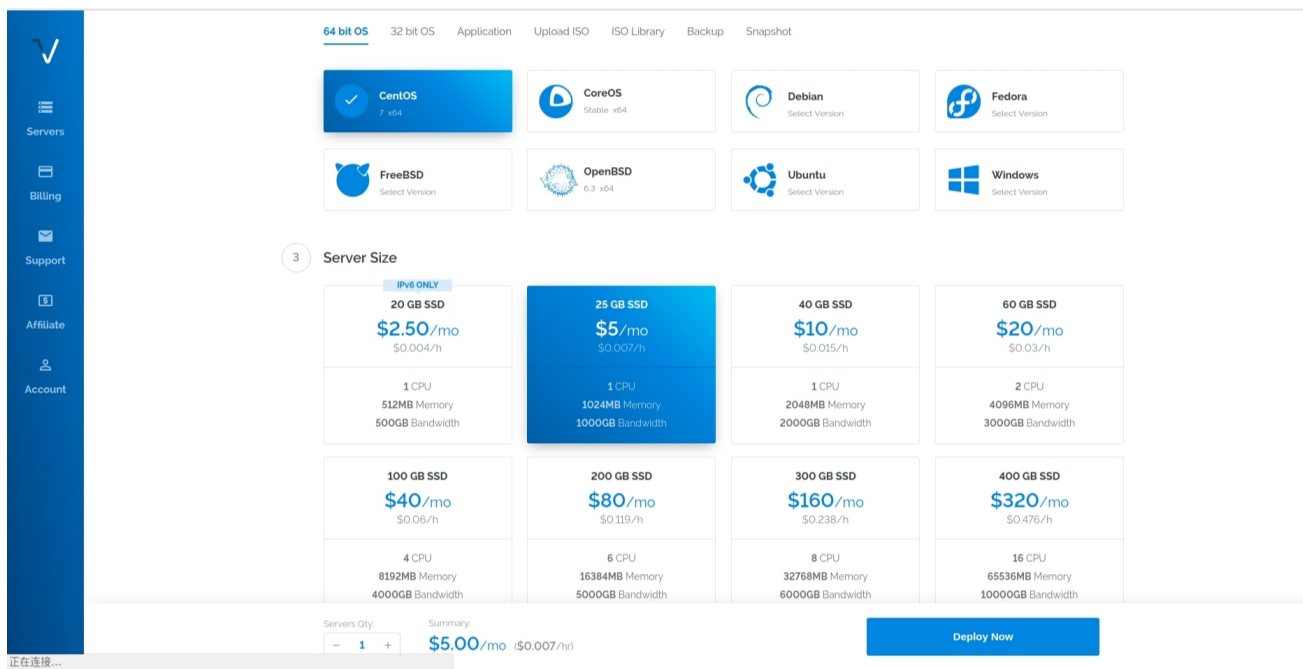 64 bit OS 32 bit OS Application Upload ISO ISO Library Backup Snapshot
Servers
Billing
Support
Affiliate
Account
CentOS
7 x64
CoreOS
Stable x64
Debian
Select Version
Fedora
Select Version
FreeBSD
Select Version
OpenBSD
6.3 x64
Ubuntu
Select Version
Windows
Select Version
3 Server Size
IPv6 ONLY
20 GB SSD
$2.50/mo
$0.004/h
1 CPU
512MB Memory
500GB Bandwidth
25 GB SSD
$5/mo
$0.007/h
1 CPU
1024MB Memory
1000GB Bandwidth
40 GB SSD
$10/mo
$0.015/h
1 CPU
2048MB Memory
2000GB Bandwidth
60 GB SSD
$20/mo
$0.03/h
2 CPU
4096MB Memory
3000GB Bandwidth
100 GB SSD
$40/mo
$0.06/h
4 CPU
8192MB Memory
4000GB Bandwidth
200 GB SSD
$80/mo
$0.119/h
6 CPU
16384MB Memory
5000GB Bandwidth
300 GB SSD
$160/mo
$0.238/h
8 CPU
32768MB Memory
6000GB Bandwidth
400 GB SSD
$320/mo
$0.476/h
16 CPU
65536MB Memory
10000GB Bandwidth
Servers Qty:
− 1 +
Summary:
$5.00/mo ($0.007/hr)
Deploy Now
正在连接...